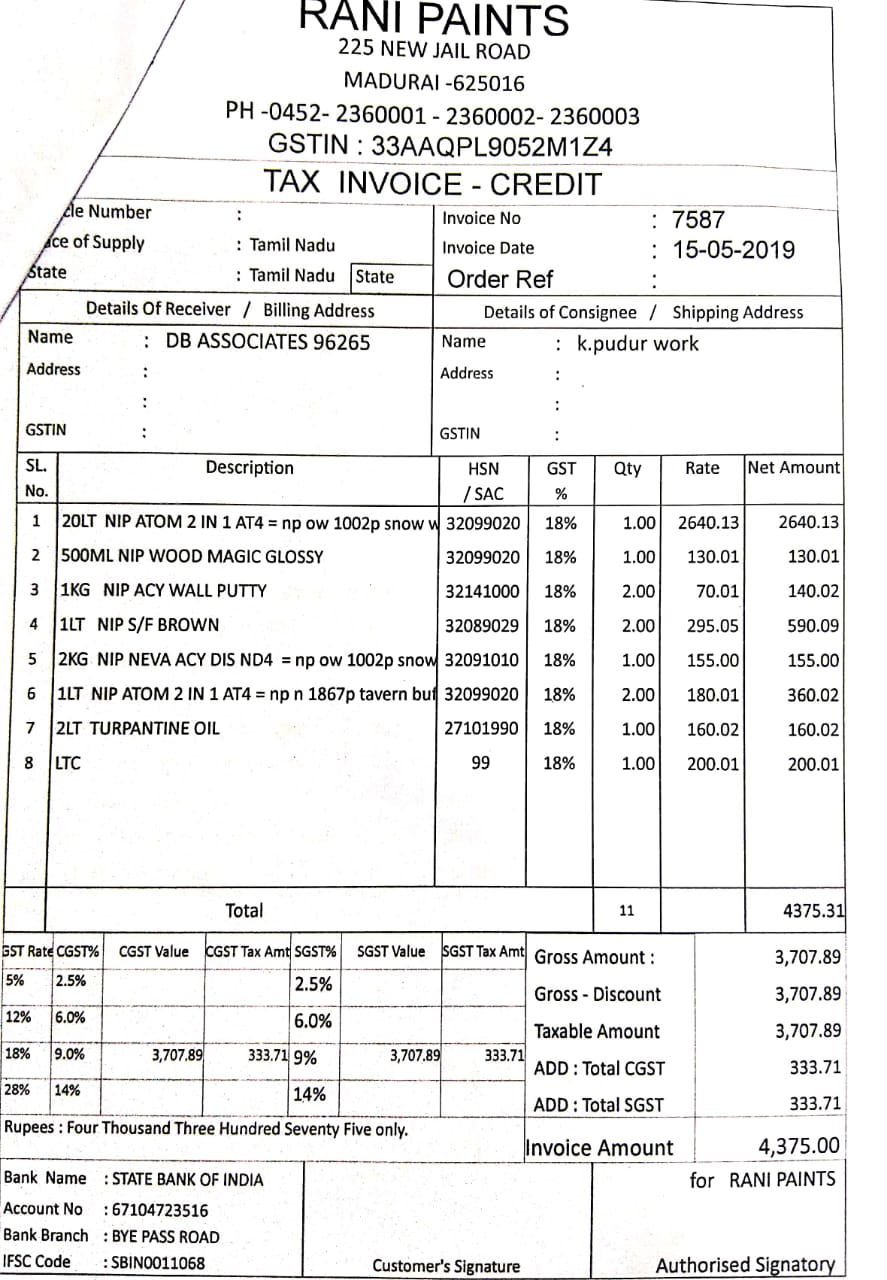 RANI PAINTS
225 NEW JAIL ROAD
MADURAI -625016
PH -0452- 2360001 - 2360002- 2360003
GSTIN : 33AAQPL9052M1Z4
TAX INVOICE - CREDIT
cle Number :
ce of Supply : Tamil Nadu
State : Tamil Nadu State
Invoice No : 7587
Invoice Date : 15-05-2019
Order Ref :
Details Of Receiver / Billing Address
Name : DB ASSOCIATES 96265
Address :
:
GSTIN :
Details of Consignee / Shipping Address
Name : k.pudur work
Address :
:
GSTIN :
SL. No. Description HSN / SAC GST % Qty Rate Net Amount
1 20LT NIP ATOM 2 IN 1 AT4 = np ow 1002p snow w 32099020 18% 1.00 2640.13 2640.13
2 500ML NIP WOOD MAGIC GLOSSY 32099020 18% 1.00 130.01 130.01
3 1KG NIP ACY WALL PUTTY 32141000 18% 2.00 70.01 140.02
4 1LT NIP S/F BROWN 32089029 18% 2.00 295.05 590.09
5 2KG NIP NEVA ACY DIS ND4 = np ow 1002p snow 32091010 18% 1.00 155.00 155.00
6 1LT NIP ATOM 2 IN 1 AT4 = np n 1867p tavern buf 32099020 18% 2.00 180.01 360.02
7 2LT TURPANTINE OIL 27101990 18% 1.00 160.02 160.02
8 LTC 99 18% 1.00 200.01 200.01
Total 11 4375.31
GST Rate CGST% CGST Value CGST Tax Amt SGST% SGST Value SGST Tax Amt
5% 2.5% 2.5%
12% 6.0% 6.0%
18% 9.0% 3,707.89 333.71 9% 3,707.89 333.71
28% 14% 14%
Gross Amount : 3,707.89
Gross - Discount 3,707.89
Taxable Amount 3,707.89
ADD : Total CGST 333.71
ADD : Total SGST 333.71
Rupees : Four Thousand Three Hundred Seventy Five only.
Invoice Amount 4,375.00
Bank Name : STATE BANK OF INDIA
Account No : 67104723516
Bank Branch : BYE PASS ROAD
IFSC Code : SBIN0011068
Customer's Signature
for RANI PAINTS
Authorised Signatory